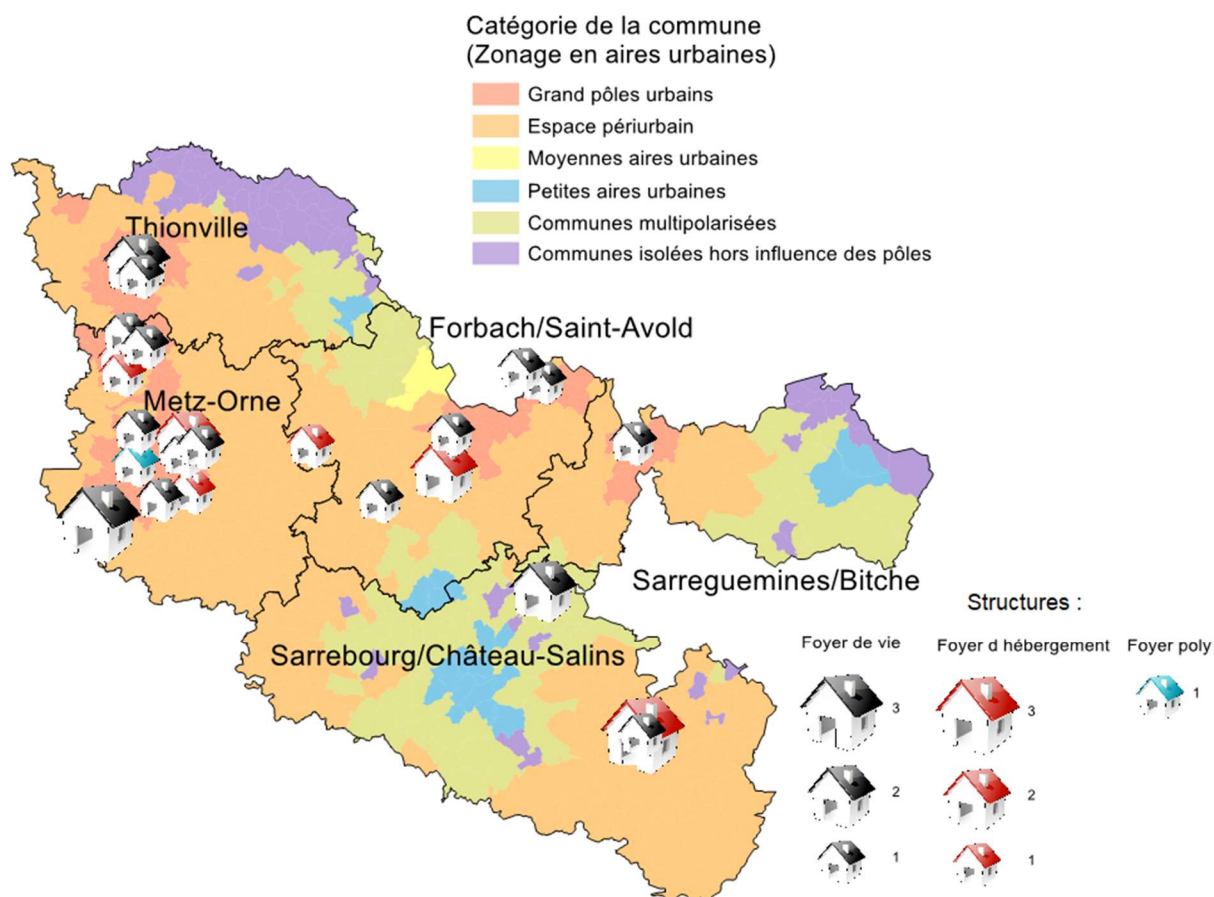 Catégorie de la commune
(Zonage en aires urbaines)
Grand pôles urbains
Espace périurbain
Moyennes aires urbaines
Petites aires urbaines
Communes multipolarisées
Communes isolées hors influence des pôles
Thionville
Forbach/Saint-Avold
Metz-Orne
Sarreguemines/Bitche
Sarrebourg/Château-Salins
Structures :
Foyer de vie
Foyer d hébergement
Foyer poly
3
3
1
2
2
1
1